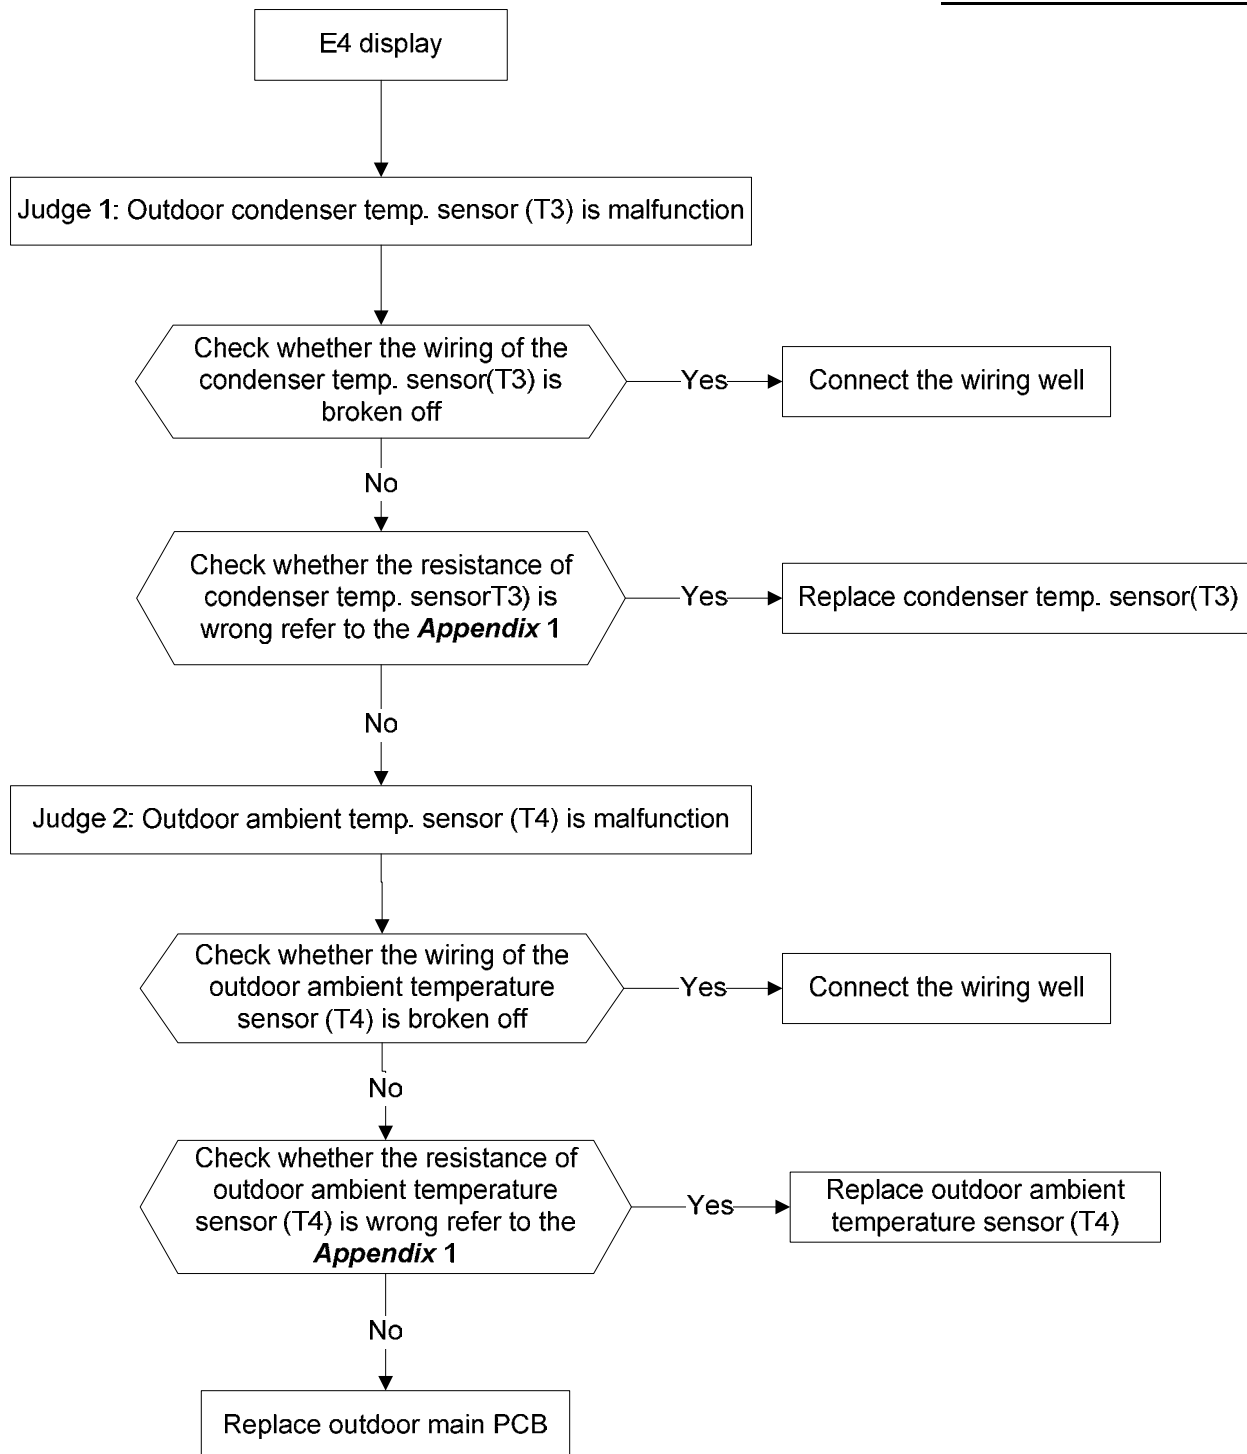 E4 display
Judge 1: Outdoor condenser temp. sensor (T3) is malfunction
Check whether the wiring of the
condenser temp. sensor(T3) is
broken off
Yes
Connect the wiring well
No
Check whether the resistance of
condenser temp. sensorT3) is
wrong refer to the Appendix 1
Yes
Replace condenser temp. sensor(T3)
No
Judge 2: Outdoor ambient temp. sensor (T4) is malfunction
Check whether the wiring of the
outdoor ambient temperature
sensor (T4) is broken off
Yes
Connect the wiring well
No
Check whether the resistance of
outdoor ambient temperature
sensor (T4) is wrong refer to the
Appendix 1
Yes
Replace outdoor ambient
temperature sensor (T4)
No
Replace outdoor main PCB